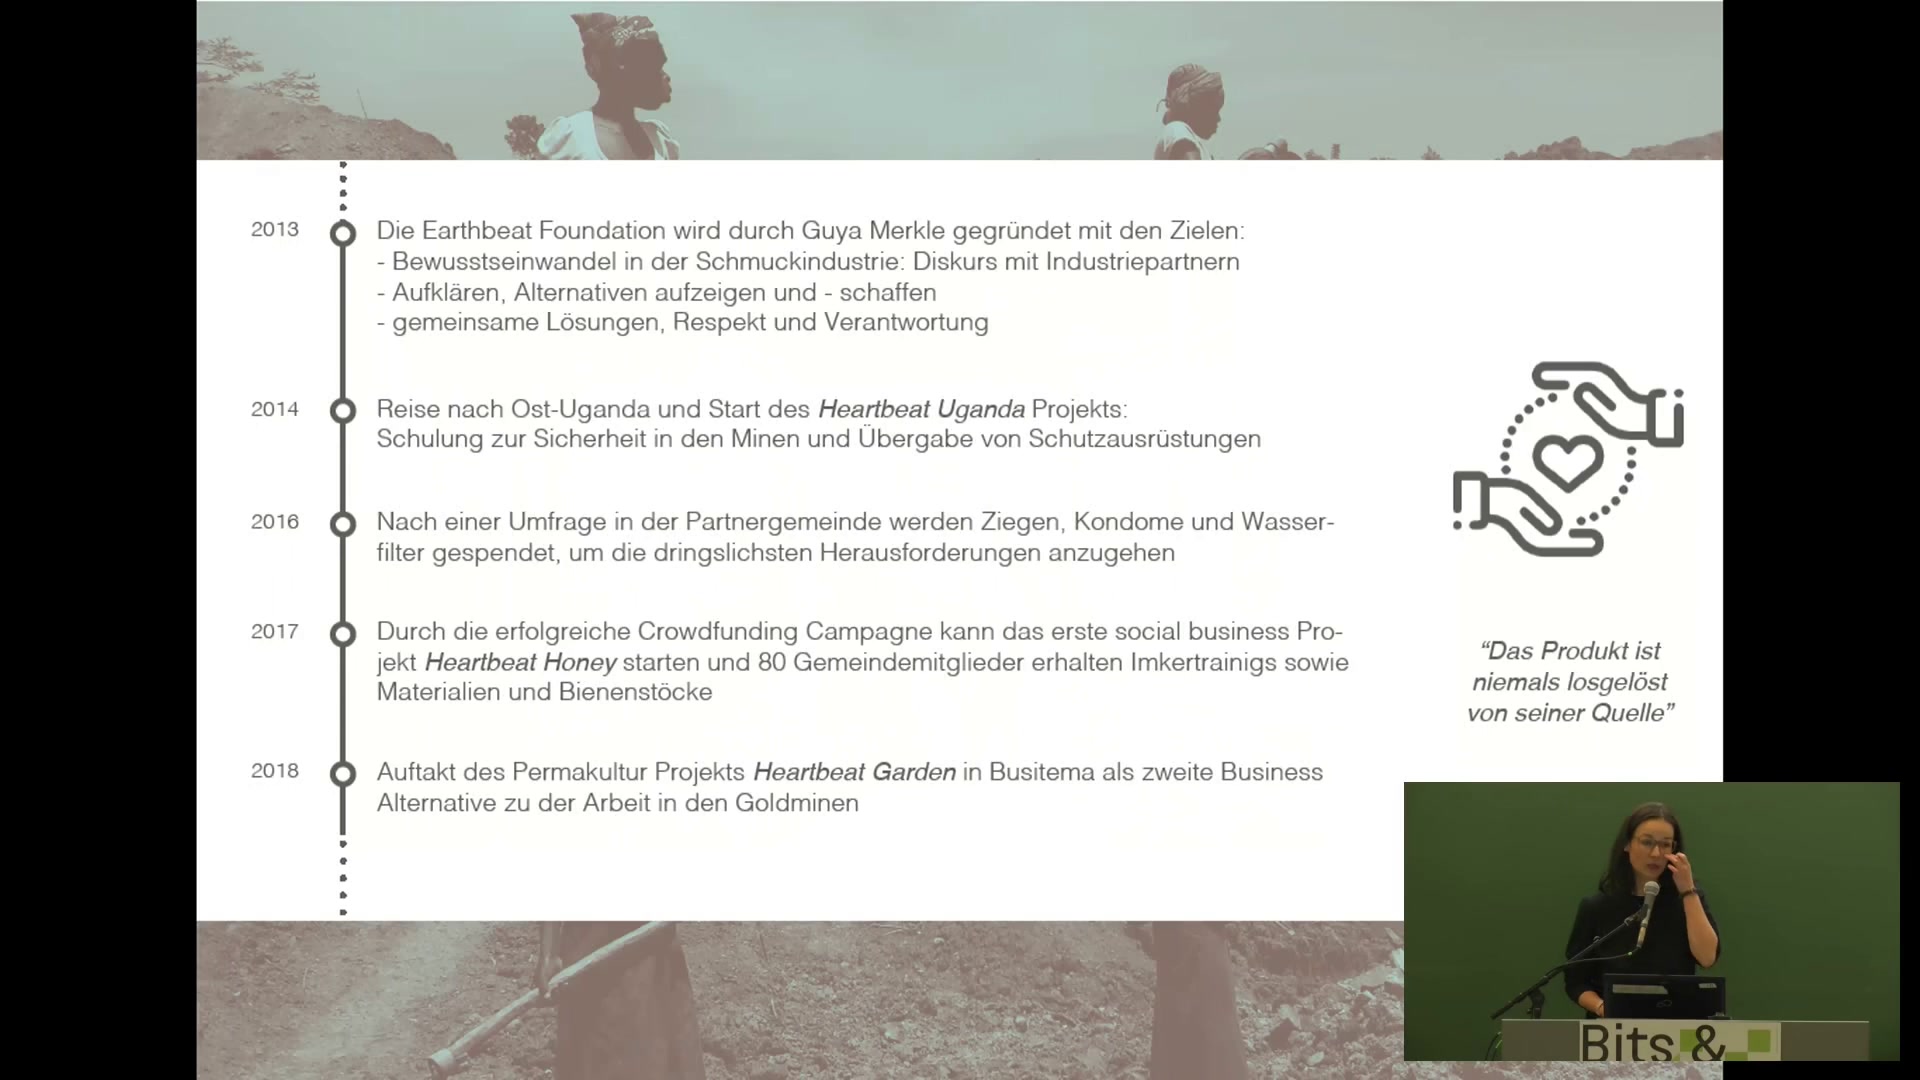 2013
Die Earthbeat Foundation wird durch Guya Merkle gegründet mit den Zielen:
- Bewusstseinwandel in der Schmuckindustrie: Diskurs mit Industriepartnern
- Aufklären, Alternativen aufzeigen und - schaffen
- gemeinsame Lösungen, Respekt und Verantwortung
2014
Reise nach Ost-Uganda und Start des Heartbeat Uganda Projekts:
Schulung zur Sicherheit in den Minen und Übergabe von Schutzausrüstungen
2016
Nach einer Umfrage in der Partnergemeinde werden Ziegen, Kondome und Wasser-
filter gespendet, um die dringslichsten Herausforderungen anzugehen
2017
Durch die erfolgreiche Crowdfunding Campagne kann das erste social business Pro-
jekt Heartbeat Honey starten und 80 Gemeindemitglieder erhalten Imkertrainigs sowie
Materialien und Bienenstöcke
2018
Auftakt des Permakultur Projekts Heartbeat Garden in Busitema als zweite Business
Alternative zu der Arbeit in den Goldminen
“Das Produkt ist
niemals losgelöst
von seiner Quelle”
Bits &